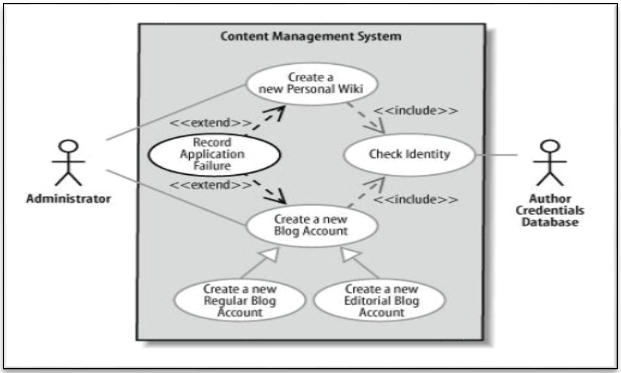 Content Management System
Create a
new Personal Wiki
<<extend>>
<<include>>
Record
Application
Failure
Check Identity
<<extend>>
<<include>>
Administrator
Author
Credentials
Database
Create a new
Blog Account
Create a new
Regular Blog
Account
Create a new
Editorial Blog
Account